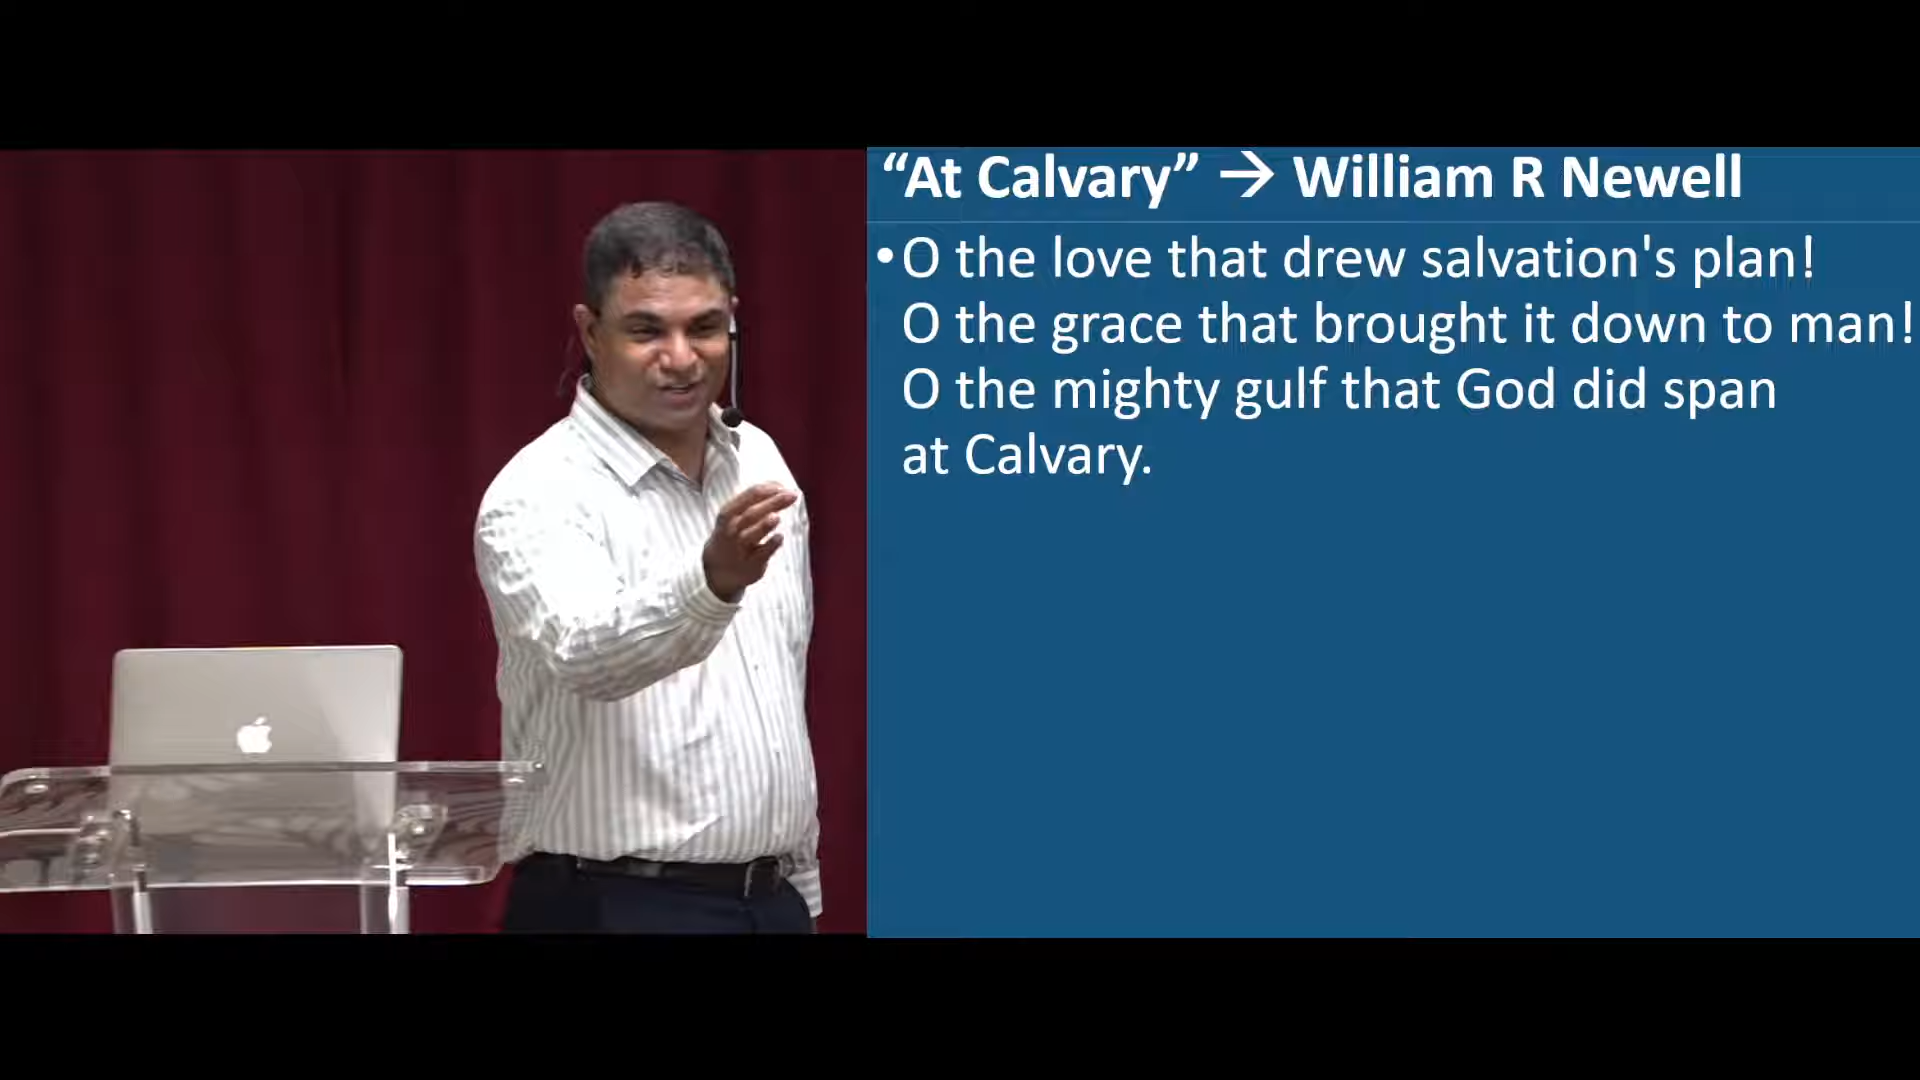 “At Calvary” → William R Newell
•O the love that drew salvation's plan!
O the grace that brought it down to man!
O the mighty gulf that God did span
at Calvary.